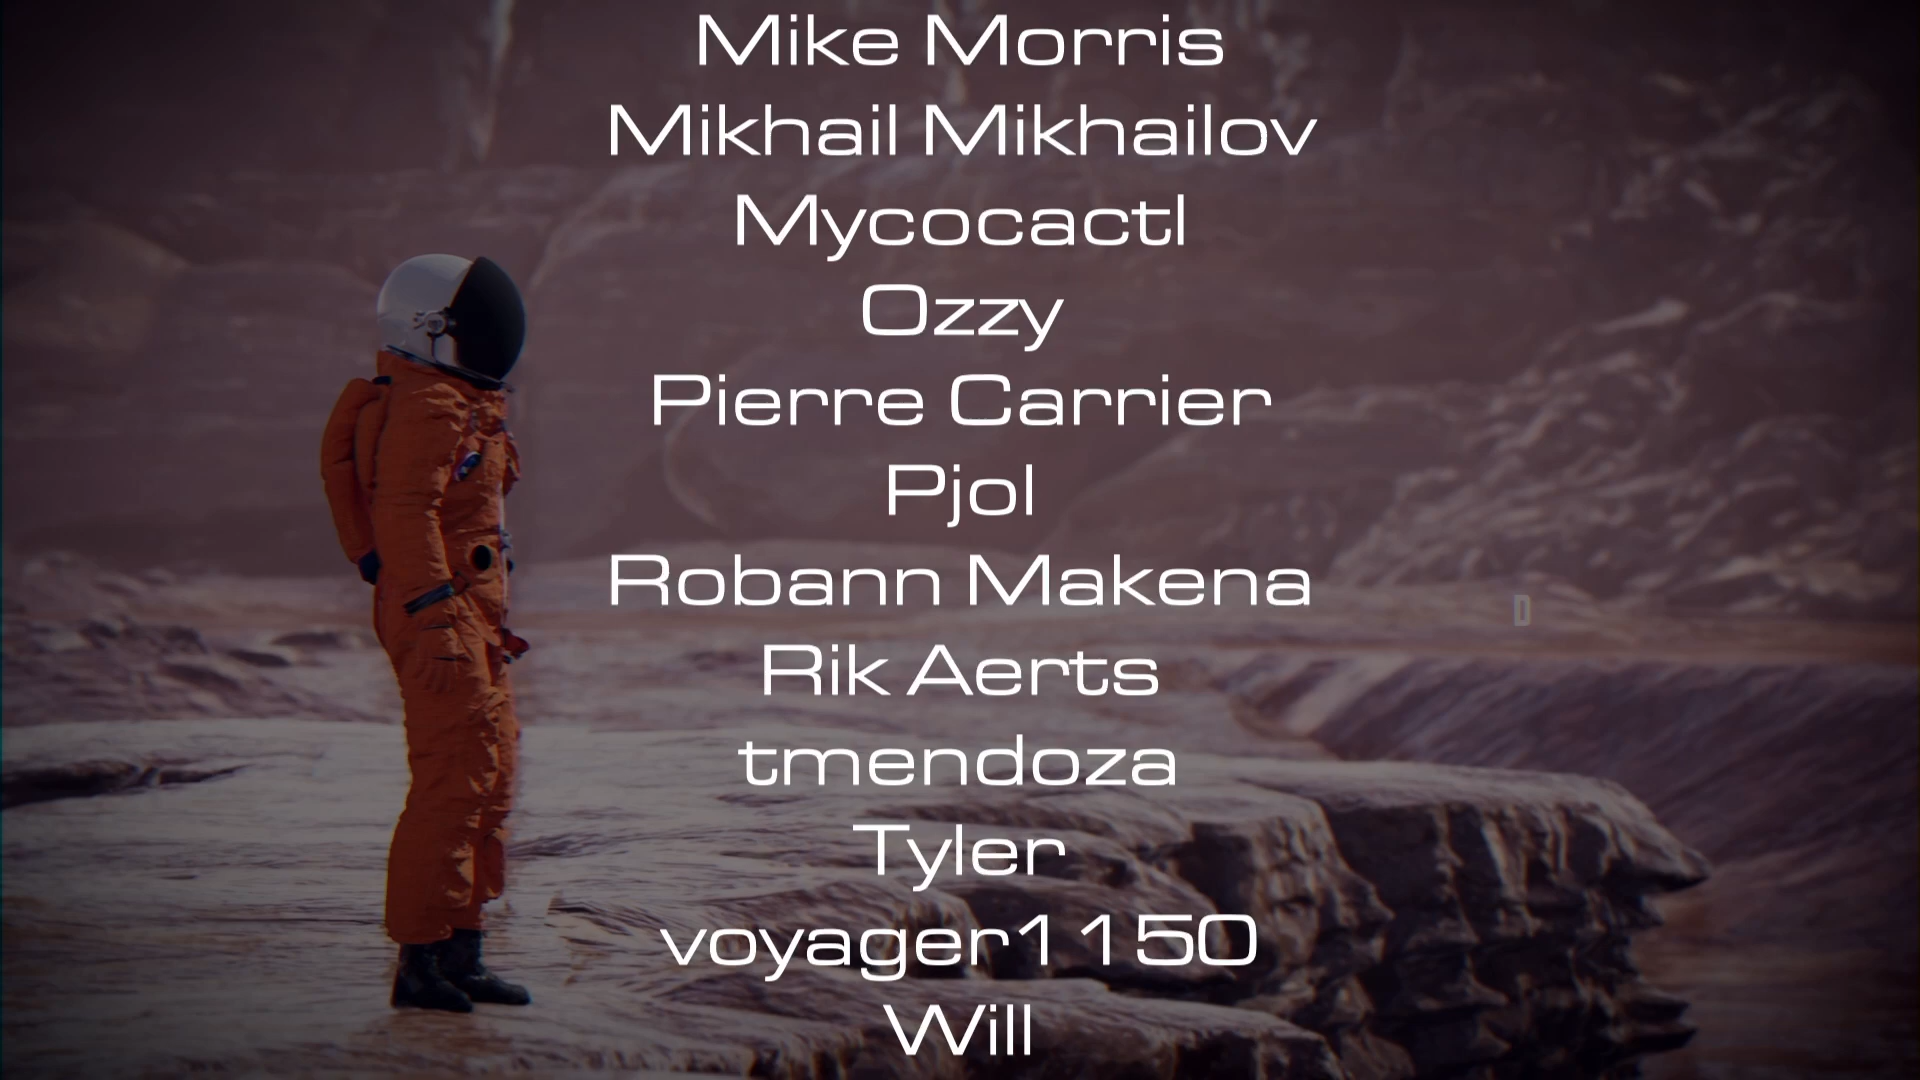 Mike Morris
Mikhail Mikhailov
Mycocactl
Ozzy
Pierre Carrier
Pjol
Robann Makena
D
Rik Aerts
tmendoza
Tyler
voyager1150
Will